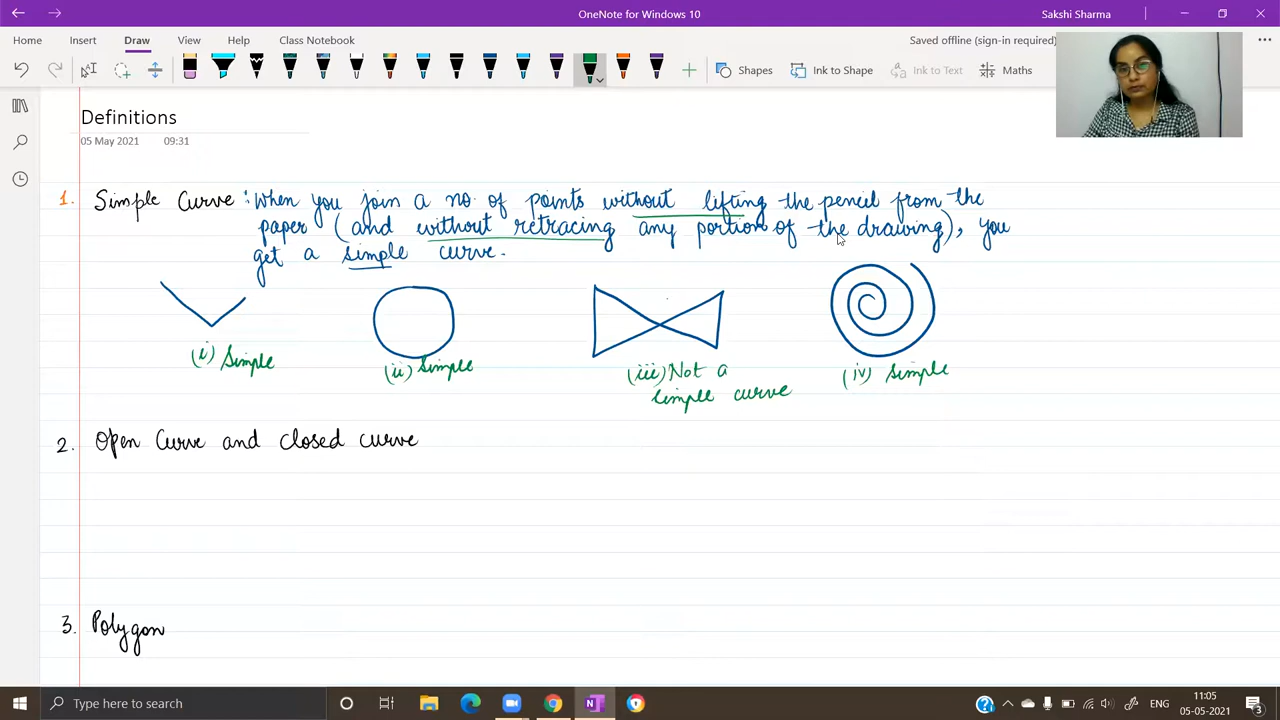 OneNote for Windows 10
Sakshi Sharma
Home Insert Draw View Help Class Notebook
Saved offline (sign-in required)
Shapes Ink to Shape Ink to Text Maths
Definitions
05 May 2021 09:31
1. Simple Curve : When you join a no. of points without lifting the pencil from the
paper (and without retracing any portion of the drawing), you
get a simple curve.
(i) Simple
(ii) Simple
(iii) Not a
simple curve
(iv) Simple
2. Open Curve and closed curve
3. Polygon
Type here to search
ENG
11:05
05-05-2021
3